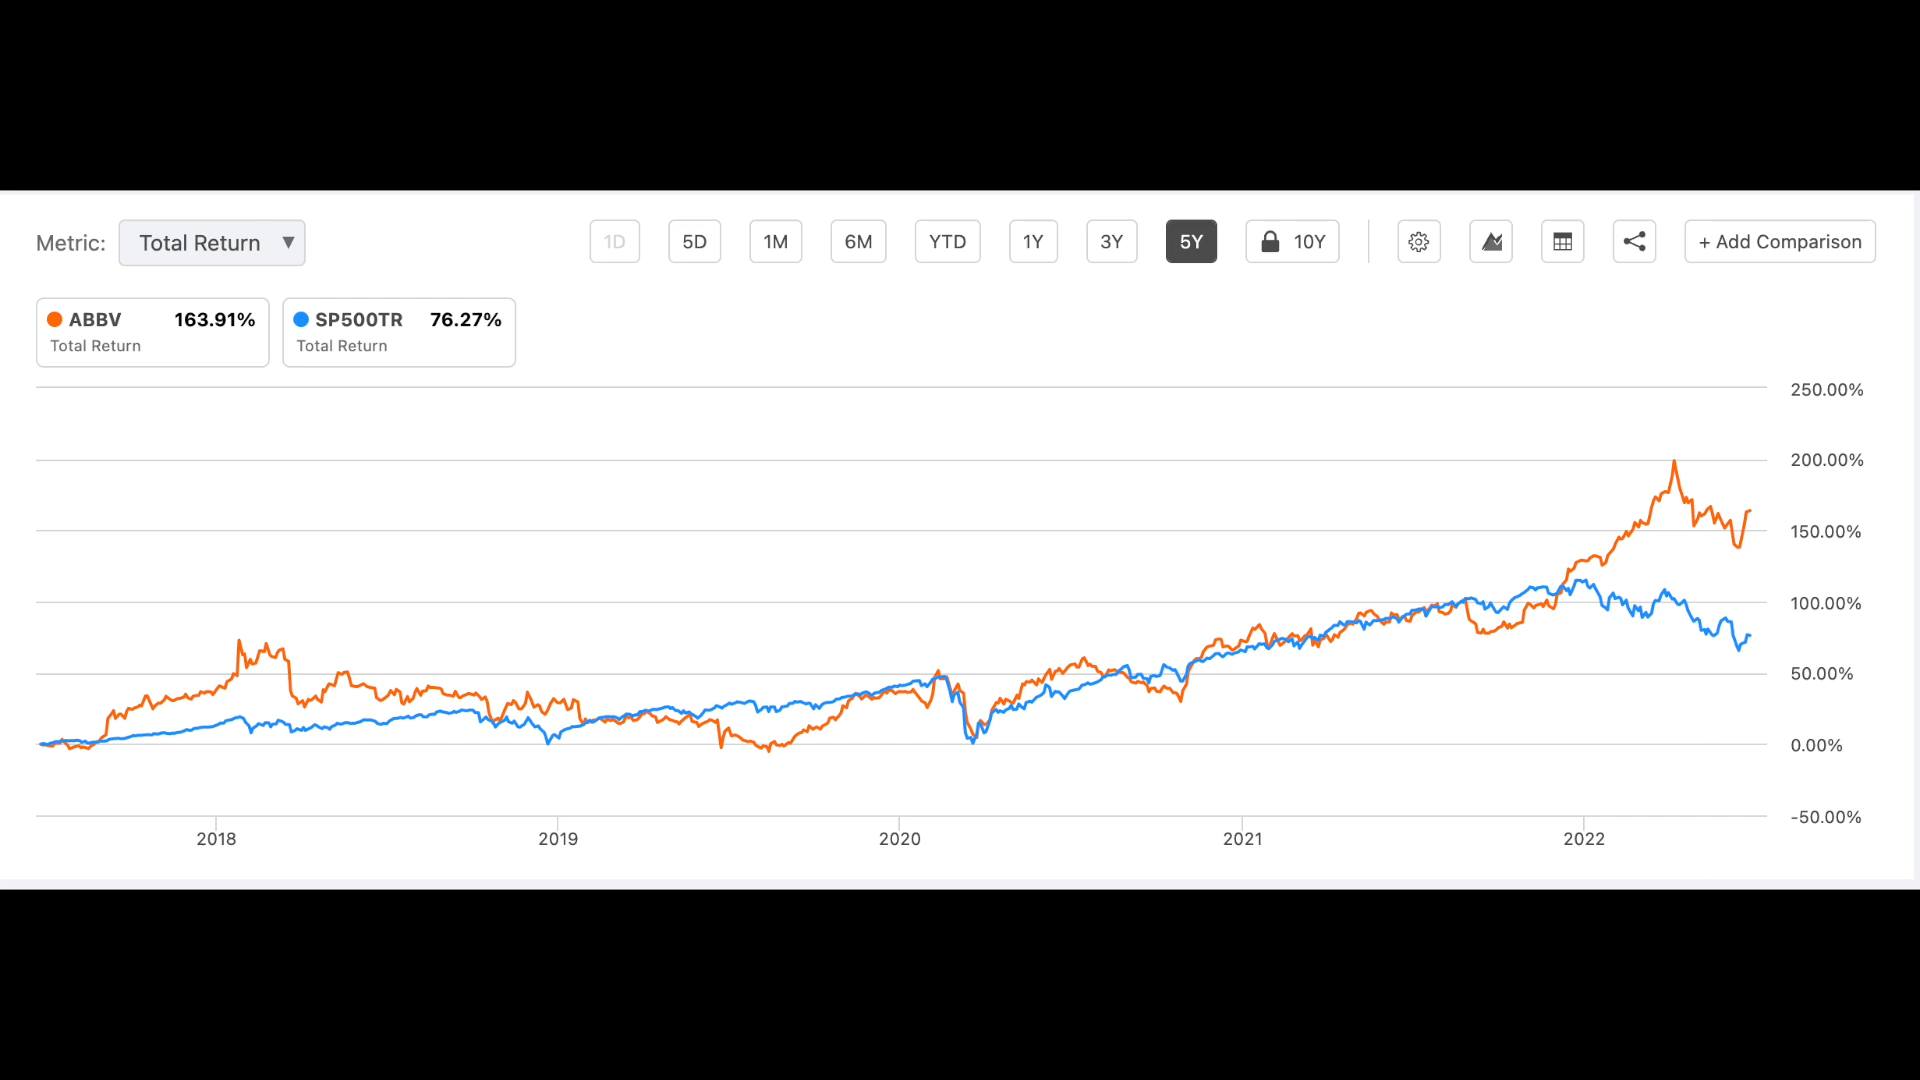 Metric: Total Return ▼ 1D 5D 1M 6M YTD 1Y 3Y 5Y 10Y + Add Comparison
ABBV 163.91% SP500TR 76.27%
Total Return Total Return
250.00%
200.00%
150.00%
100.00%
50.00%
0.00%
-50.00%
2018 2019 2020 2021 2022